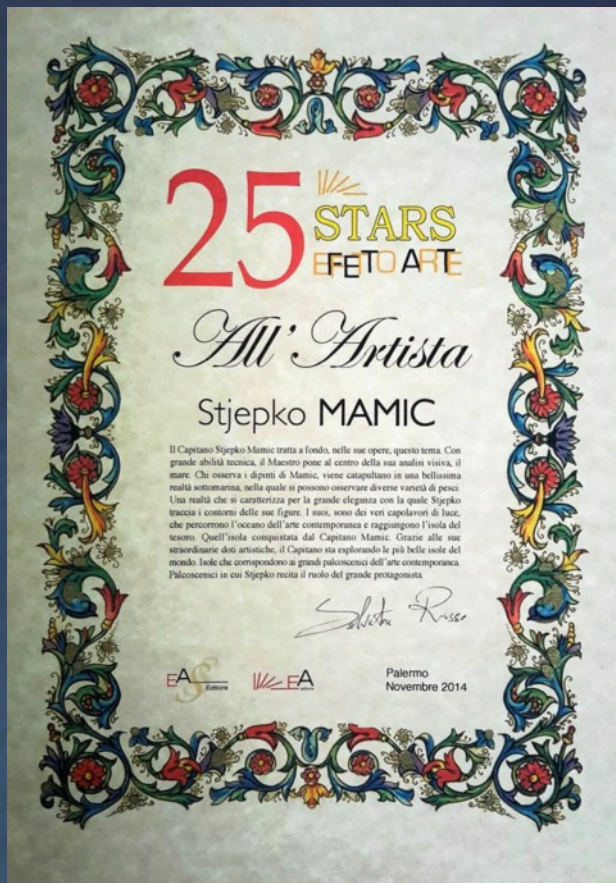 25
STARS
EFFETTO ARTE
All' Artista
Stjepko MAMIC
Il Capitano Stjepko Mamic tratta a fondo, nelle sue opere, questo tema. Con
grande abilità tecnica, il Maestro pone al centro della sua analisi visiva, il
mare. Chi osserva i dipinti di Mamic, viene catapultano in una bellissima
realtà sottomarina, nella quale si possono osservare diverse varietà di pesci.
Una realtà che si caratterizza per la grande eleganza con la quale Stjepko
traccia i contorni delle sue figure. I suoi, sono dei veri capolavori di luce,
che percorrono l'oceano dell'arte contemporanea e raggiungono l'isola del
tesoro. Quell'isola conquistata dal Capitano Mamic. Grazie alle sue
straordinarie doti artistiche, il Capitano sta esplorando le più belle isole del
mondo. Isole che corrispondono ai grandi palcoscenici dell'arte contemporanea.
Palcoscenici in cui Stjepko recita il ruolo del grande protagonista.
Salvatore Russo
EA Editore
EA Editore
Palermo
Novembre 2014